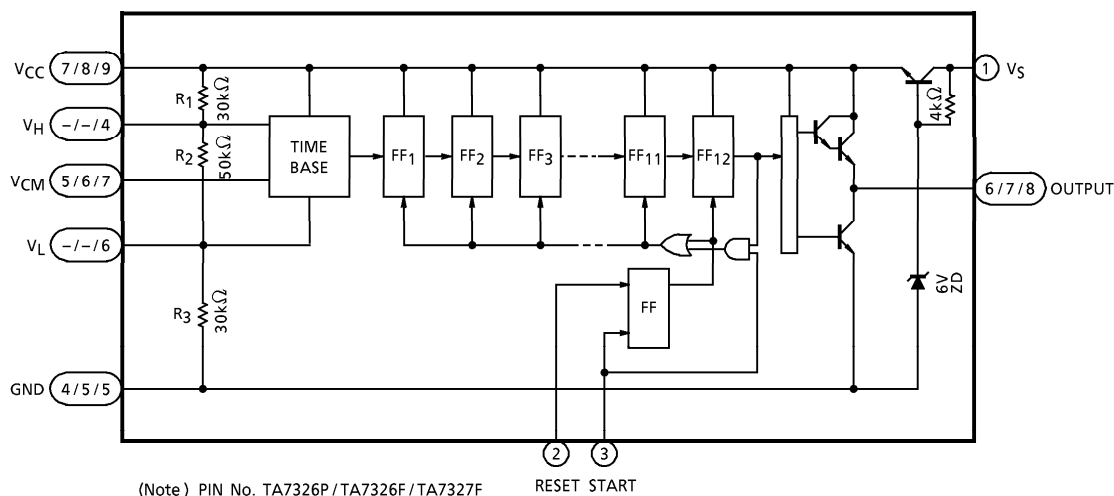 VCC 7/8/9
1 VS
R1 30kΩ
4kΩ
VH -/-/4
R2 50kΩ
TIME BASE
FF1
FF2
FF3
FF11
FF12
VCM 5/6/7
6/7/8 OUTPUT
VL -/-/6
6V ZD
R3 30kΩ
FF
GND 4/5/5
2
3
RESET START
(Note) PIN No. TA7326P/TA7326F/TA7327F